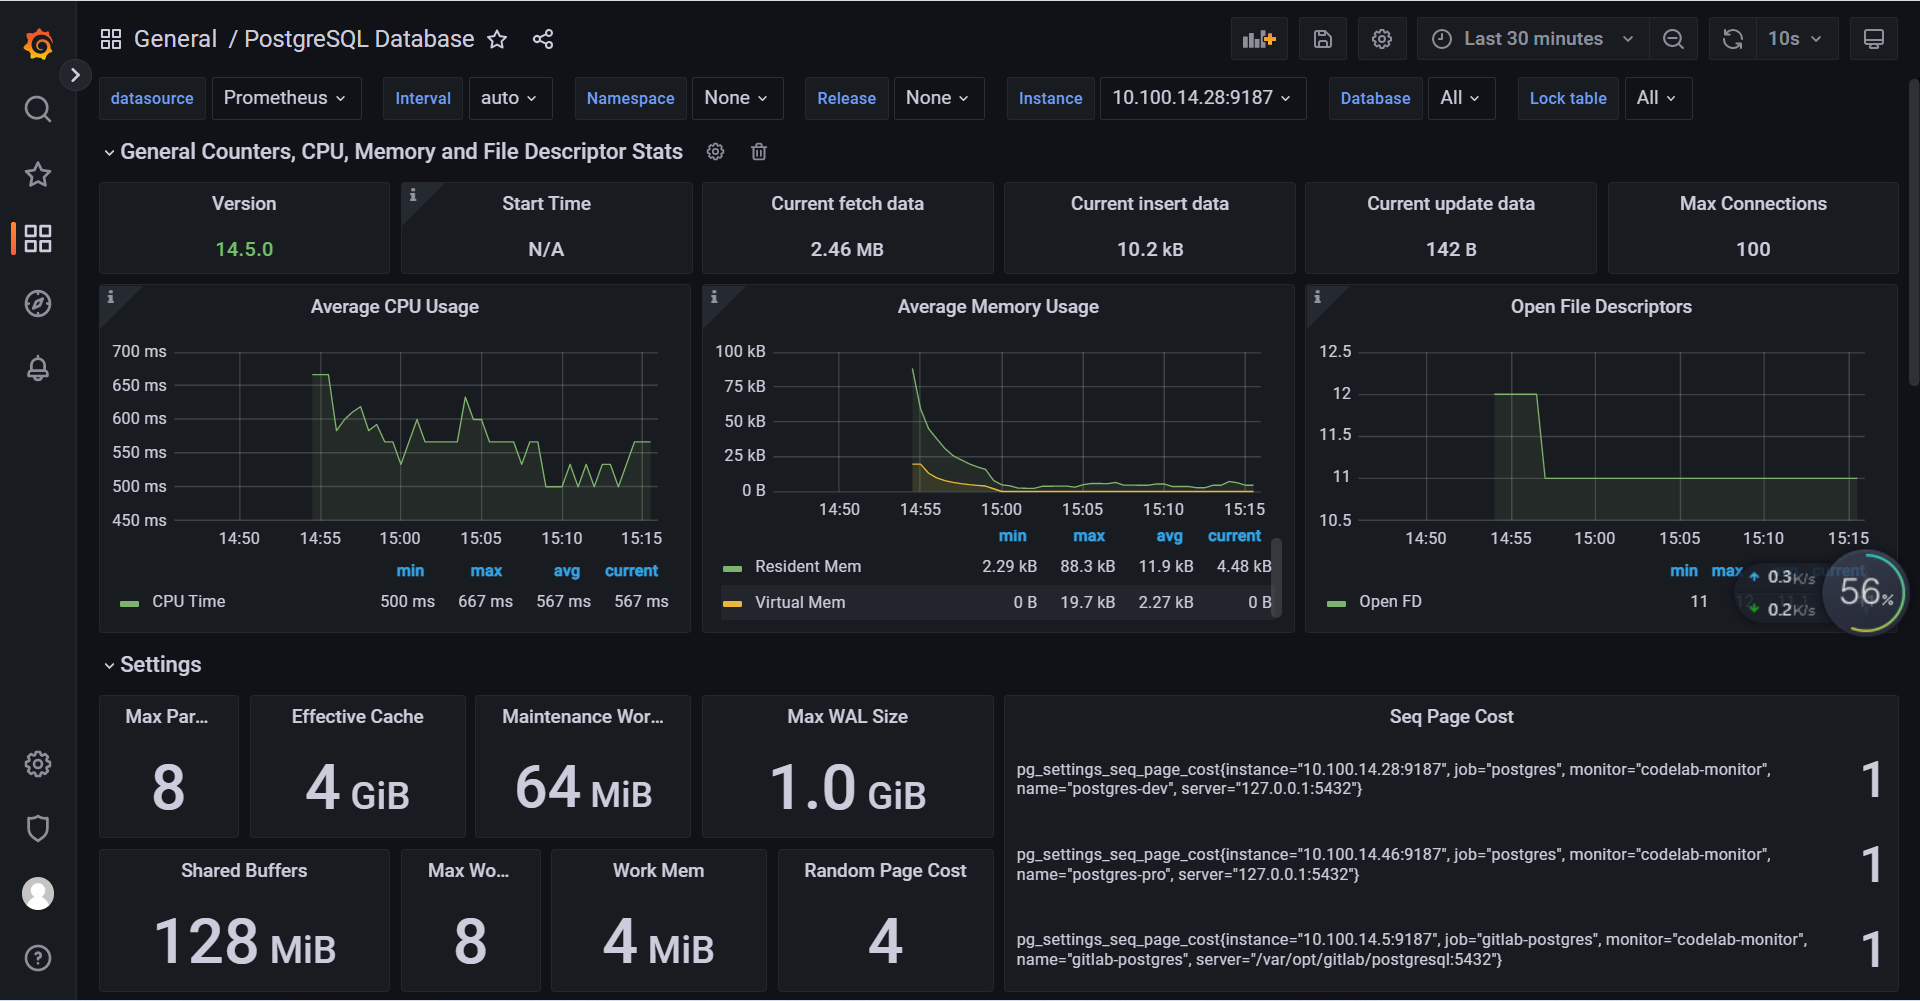 General / PostgreSQL Database
Last 30 minutes
10s
datasource Prometheus Interval auto Namespace None Release None Instance 10.100.14.28:9187 Database All Lock table All
General Counters, CPU, Memory and File Descriptor Stats
Version
14.5.0
Start Time
N/A
Current fetch data
2.46 MB
Current insert data
10.2 kB
Current update data
142 B
Max Connections
100
Average CPU Usage
700 ms
650 ms
600 ms
550 ms
500 ms
450 ms
14:50 14:55 15:00 15:05 15:10 15:15
min max avg current
CPU Time 500 ms 667 ms 567 ms 567 ms
Average Memory Usage
100 kB
75 kB
50 kB
25 kB
0 B
14:50 14:55 15:00 15:05 15:10 15:15
min max avg current
Resident Mem 2.29 kB 88.3 kB 11.9 kB 4.48 kB
Virtual Mem 0 B 19.7 kB 2.27 kB 0 B
Open File Descriptors
12.5
12
11.5
11
10.5
14:50 14:55 15:00 15:05 15:10 15:15
min max current
Open FD 11 12
0.3K/s
0.2K/s
56%
Settings
Max Par...
8
Effective Cache
4 GiB
Maintenance Wor...
64 MiB
Max WAL Size
1.0 GiB
Shared Buffers
128 MiB
Max Wo...
8
Work Mem
4 MiB
Random Page Cost
4
Seq Page Cost
pg_settings_seq_page_cost{instance="10.100.14.28:9187", job="postgres", monitor="codelab-monitor",
name="postgres-dev", server="127.0.0.1:5432"}
1
pg_settings_seq_page_cost{instance="10.100.14.46:9187", job="postgres", monitor="codelab-monitor",
name="postgres-pro", server="127.0.0.1:5432"}
1
pg_settings_seq_page_cost{instance="10.100.14.5:9187", job="gitlab-postgres", monitor="codelab-monitor",
name="gitlab-postgres", server="/var/opt/gitlab/postgresql:5432"}
1